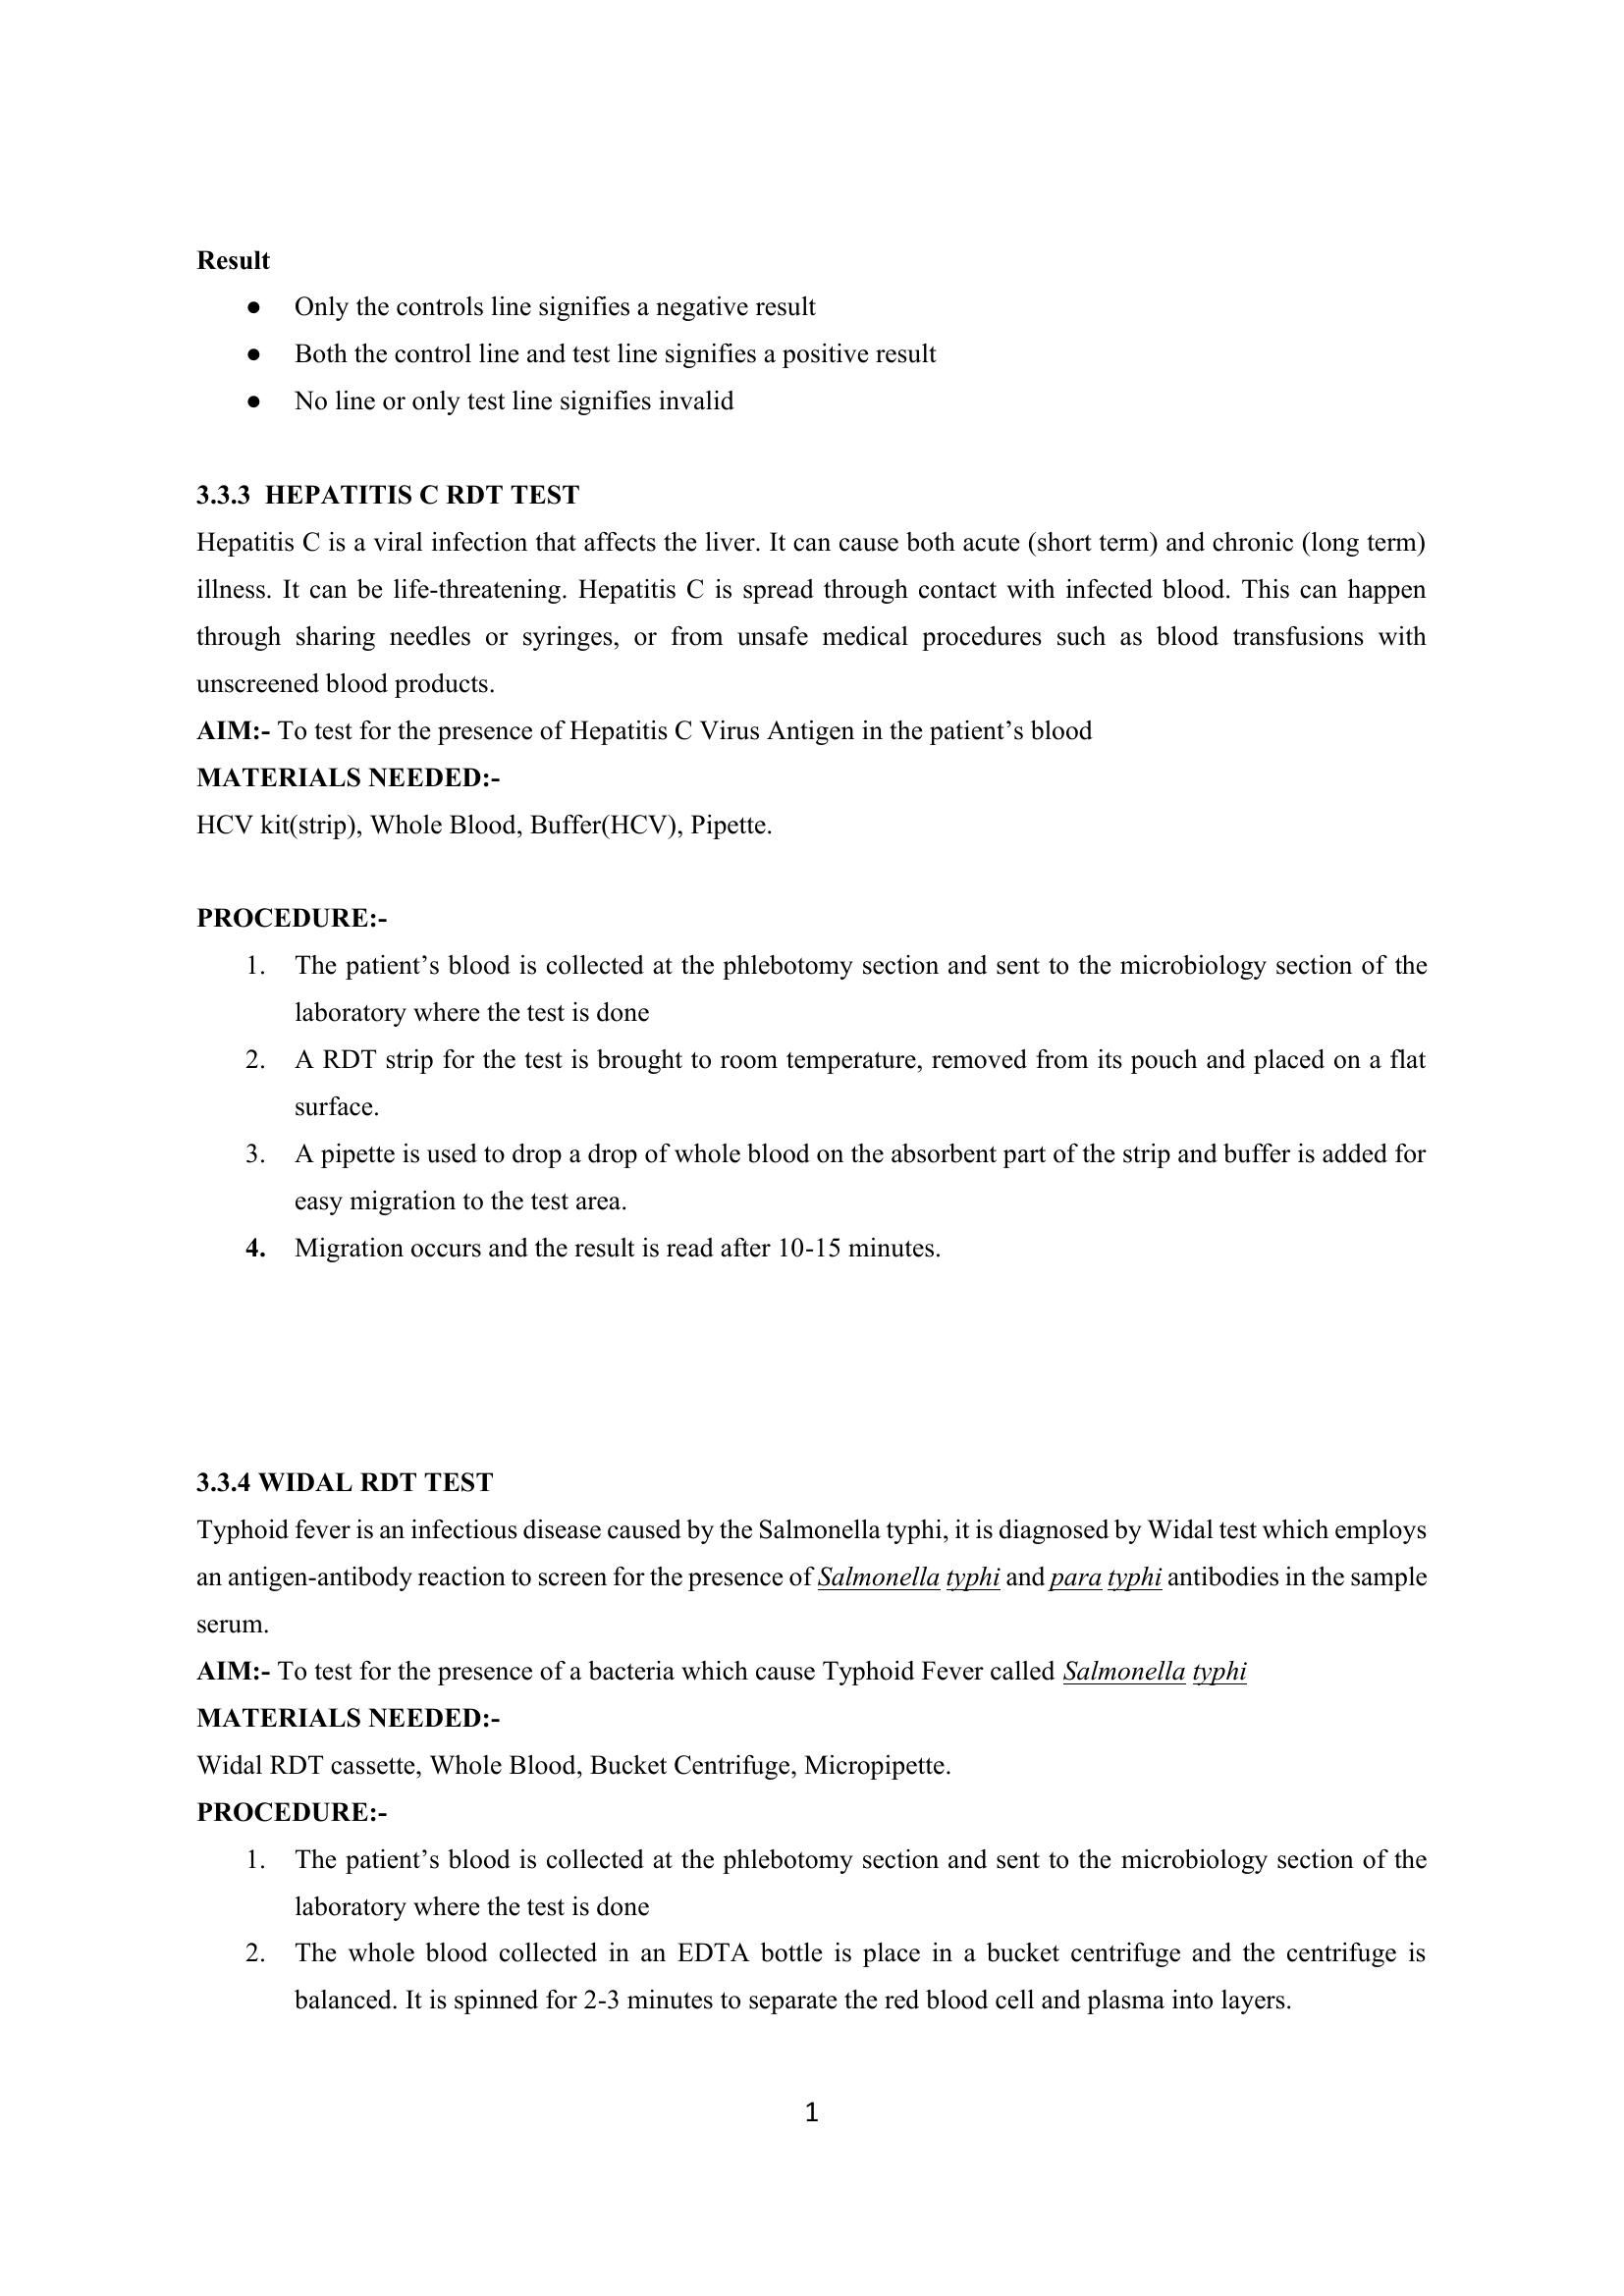 Result
● Only the controls line signifies a negative result
● Both the control line and test line signifies a positive result
● No line or only test line signifies invalid
3.3.3 HEPATITIS C RDT TEST
Hepatitis C is a viral infection that affects the liver. It can cause both acute (short term) and chronic (long term)
illness. It can be life-threatening. Hepatitis C is spread through contact with infected blood. This can happen
through sharing needles or syringes, or from unsafe medical procedures such as blood transfusions with
unscreened blood products.
AIM:- To test for the presence of Hepatitis C Virus Antigen in the patient’s blood
MATERIALS NEEDED:-
HCV kit(strip), Whole Blood, Buffer(HCV), Pipette.
PROCEDURE:-
1. The patient’s blood is collected at the phlebotomy section and sent to the microbiology section of the
laboratory where the test is done
2. A RDT strip for the test is brought to room temperature, removed from its pouch and placed on a flat
surface.
3. A pipette is used to drop a drop of whole blood on the absorbent part of the strip and buffer is added for
easy migration to the test area.
4. Migration occurs and the result is read after 10-15 minutes.
3.3.4 WIDAL RDT TEST
Typhoid fever is an infectious disease caused by the Salmonella typhi, it is diagnosed by Widal test which employs
an antigen-antibody reaction to screen for the presence of Salmonella typhi and para typhi antibodies in the sample
serum.
AIM:- To test for the presence of a bacteria which cause Typhoid Fever called Salmonella typhi
MATERIALS NEEDED:-
Widal RDT cassette, Whole Blood, Bucket Centrifuge, Micropipette.
PROCEDURE:-
1. The patient’s blood is collected at the phlebotomy section and sent to the microbiology section of the
laboratory where the test is done
2. The whole blood collected in an EDTA bottle is place in a bucket centrifuge and the centrifuge is
balanced. It is spinned for 2-3 minutes to separate the red blood cell and plasma into layers.
1